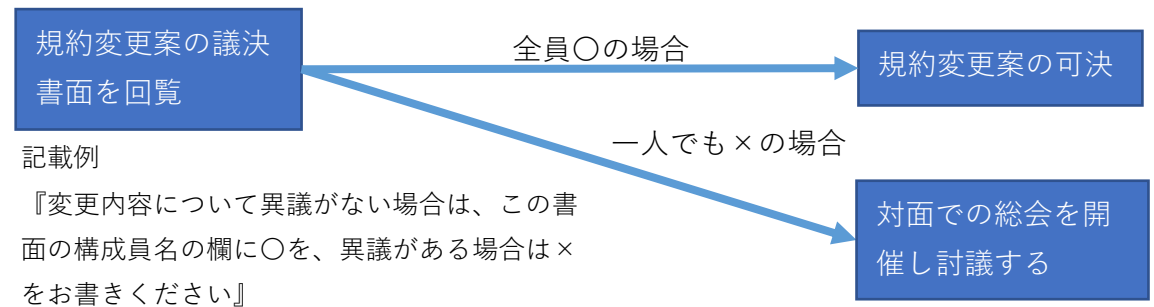 規約変更案の議決
書面を回覧
全員〇の場合
規約変更案の可決
一人でも×の場合
対面での総会を開
催し討議する
記載例
『変更内容について異議がない場合は、この書
面の構成員名の欄に〇を、異議がある場合は×
をお書きください』